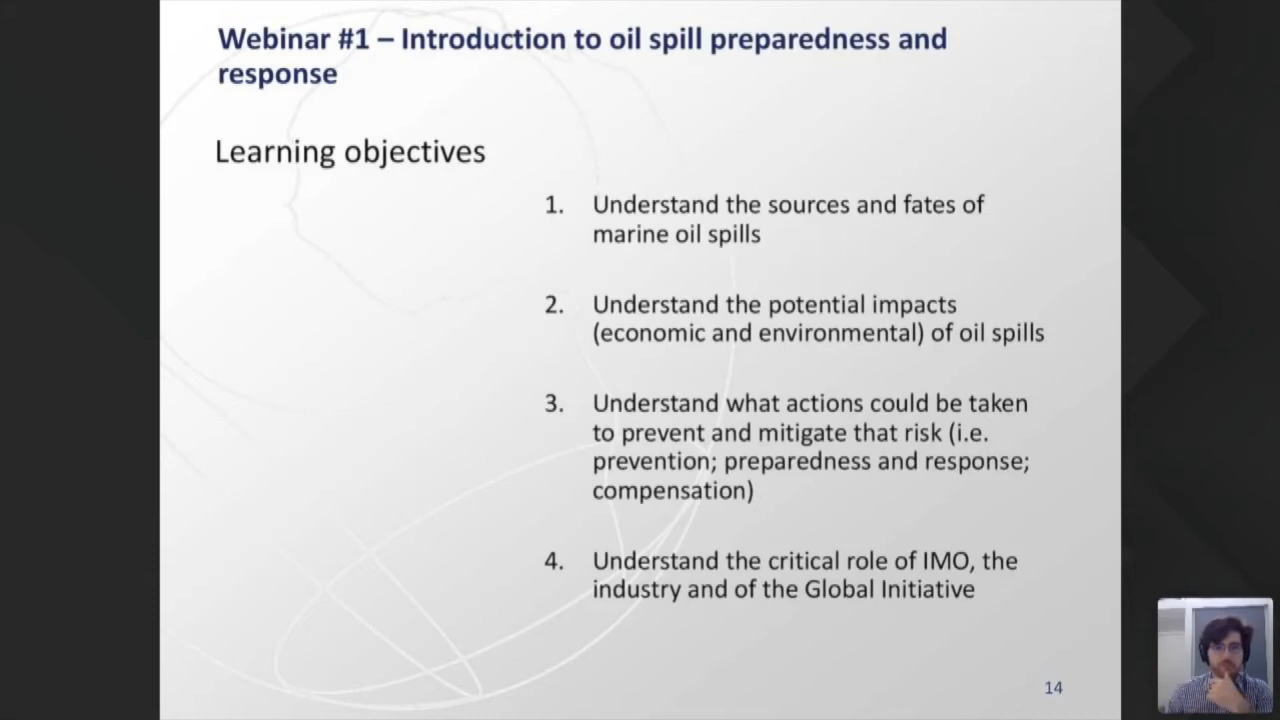 Webinar #1 – Introduction to oil spill preparedness and
response
Learning objectives
1. Understand the sources and fates of
marine oil spills
2. Understand the potential impacts
(economic and environmental) of oil spills
3. Understand what actions could be taken
to prevent and mitigate that risk (i.e.
prevention; preparedness and response;
compensation)
4. Understand the critical role of IMO, the
industry and of the Global Initiative
14